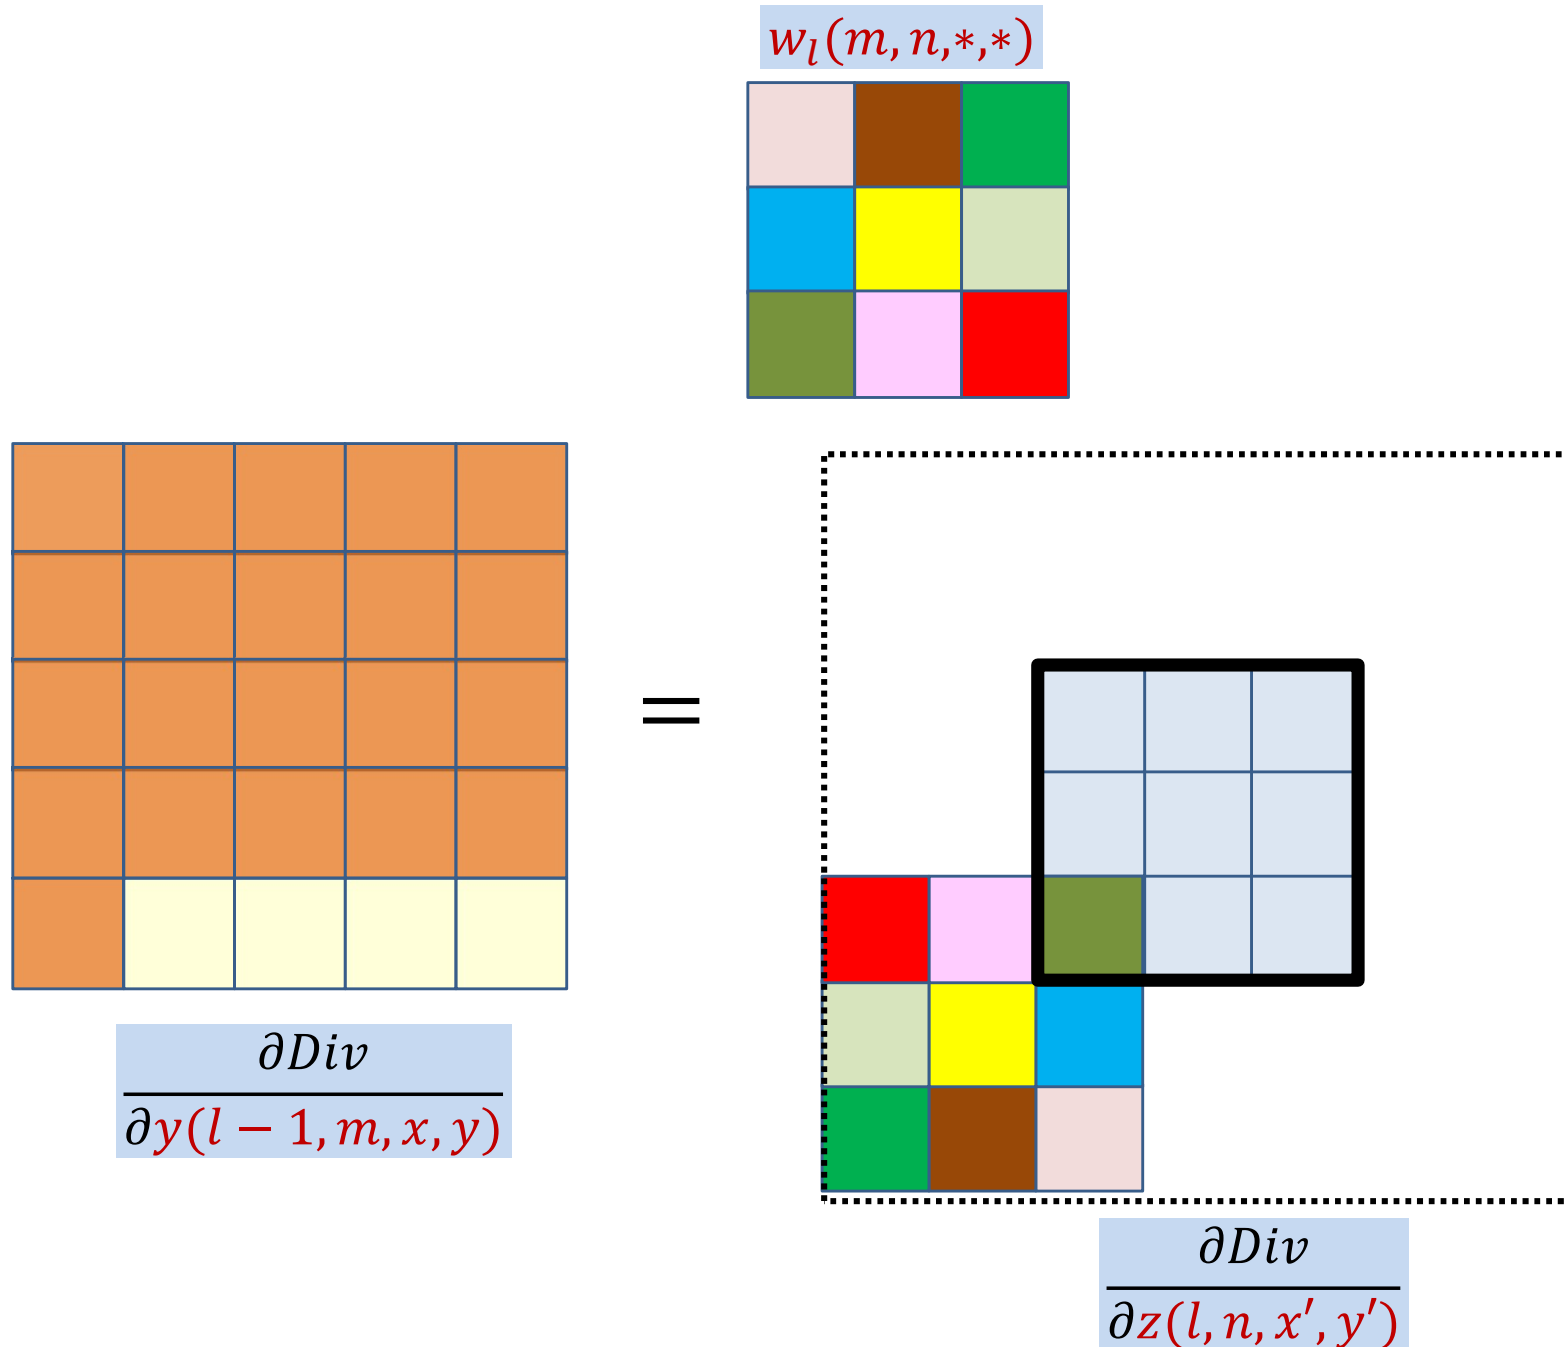 w_l(m, n,*,*)
=
∂Div
∂y(l − 1, m, x, y)
∂Div
∂z(l, n, x′, y′)